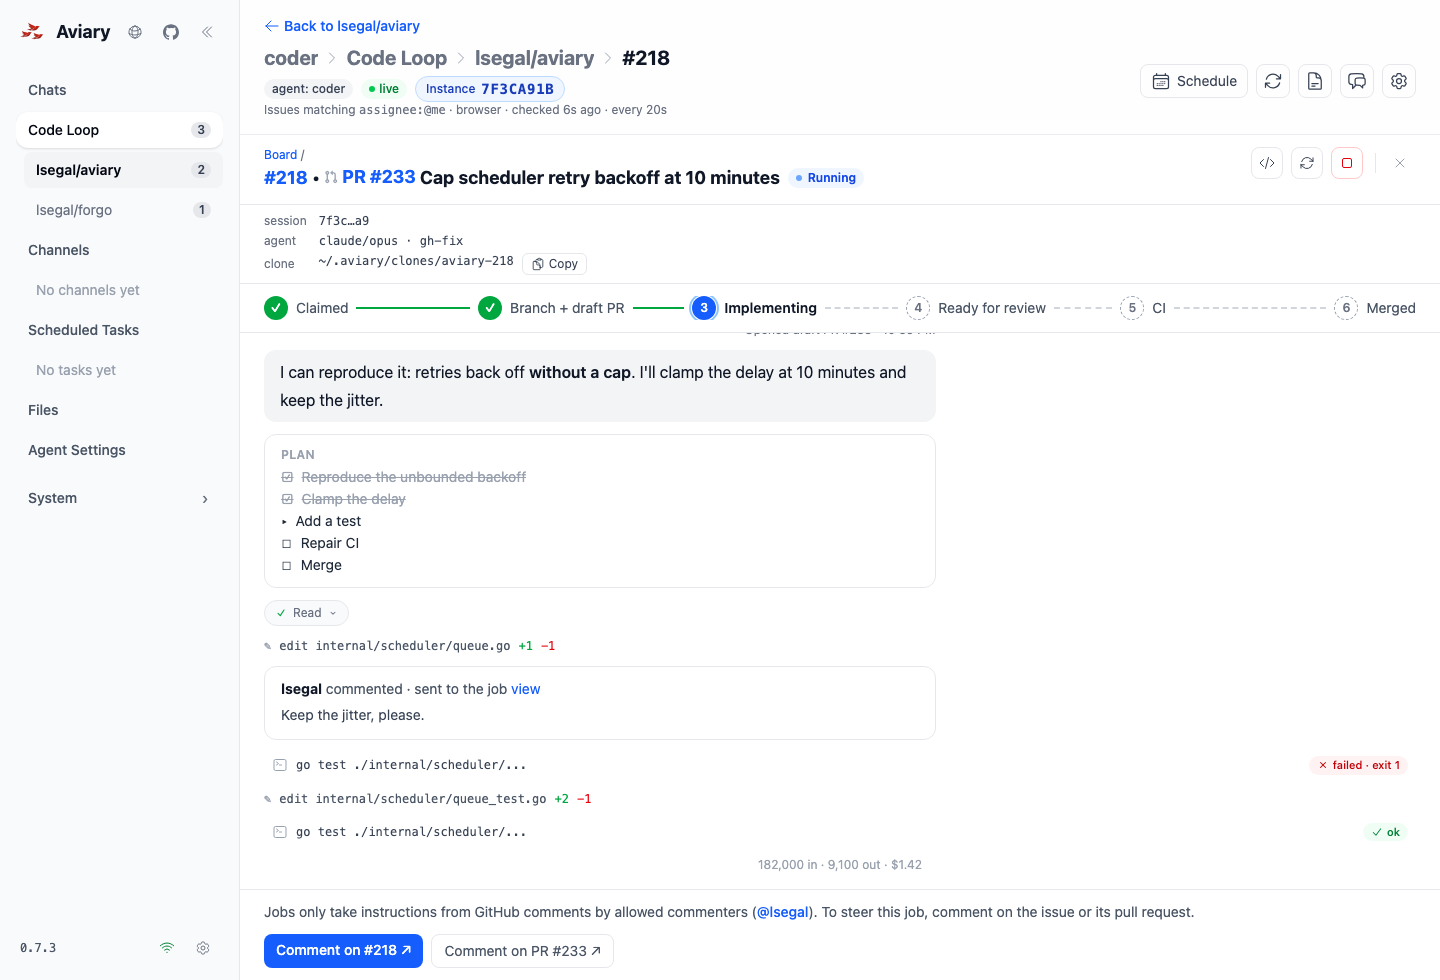 Aviary
Chats
Code Loop 3
lsegal/aviary 2
lsegal/forgo 1
Channels
No channels yet
Scheduled Tasks
No tasks yet
Files
Agent Settings
System
0.7.3
← Back to lsegal/aviary
coder > Code Loop > lsegal/aviary > #218
agent: coder live Instance 7F3CA91B
Issues matching assignee:@me · browser · checked 6s ago · every 20s
Schedule
Board /
#218 • PR #233 Cap scheduler retry backoff at 10 minutes Running
session 7f3c…a9
agent claude/opus · gh-fix
clone ~/.aviary/clones/aviary-218 Copy
Claimed Branch + draft PR 3 Implementing 4 Ready for review 5 CI 6 Merged
I can reproduce it: retries back off without a cap. I'll clamp the delay at 10 minutes and
keep the jitter.
PLAN
Reproduce the unbounded backoff
Clamp the delay
Add a test
Repair CI
Merge
✓ Read
✎ edit internal/scheduler/queue.go +1 −1
lsegal commented · sent to the job view
Keep the jitter, please.
go test ./internal/scheduler/... × failed · exit 1
✎ edit internal/scheduler/queue_test.go +2 −1
go test ./internal/scheduler/... ✓ ok
182,000 in · 9,100 out · $1.42
Jobs only take instructions from GitHub comments by allowed commenters (@lsegal). To steer this job, comment on the issue or its pull request.
Comment on #218 ↗ Comment on PR #233 ↗